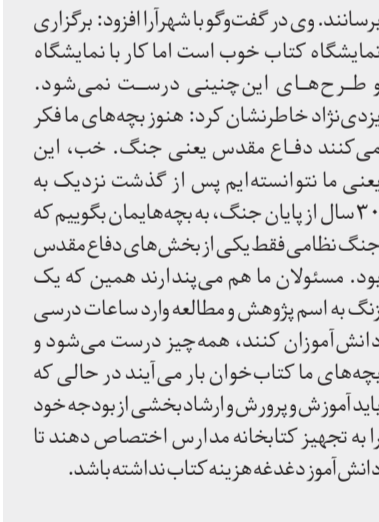 برسانند. وی در گفت‌وگو با شهرآرا افزود: برگزاری
نمایشگاه کتاب خوب است اما کار با نمایشگاه
و طرح‌های این‌چنینی درست نمی‌شود.
یزدی‌نژاد خاطرنشان کرد: هنوز بچه‌های ما فکر
می‌کنند دفاع مقدس یعنی جنگ. خب، این
یعنی ما نتوانسته‌ایم پس از گذشت نزدیک به
۳۰ سال از پایان جنگ، به بچه‌هایمان بگوییم که
جنگ نظامی فقط یکی از بخش‌های دفاع مقدس
بود. مسئولان ما هم می‌پندارند همین که یک
زنگ به اسم پژوهش و مطالعه وارد ساعات درسی
دانش‌آموزان کنند، همه‌چیز درست می‌شود و
بچه‌های ما کتاب‌خوان بار می‌آیند در حالی که
باید آموزش و پرورش و ارشاد بخشی از بودجه خود
را به تجهیز کتابخانه مدارس اختصاص دهند تا
دانش‌آموز دغدغه هزینه کتاب نداشته باشد.